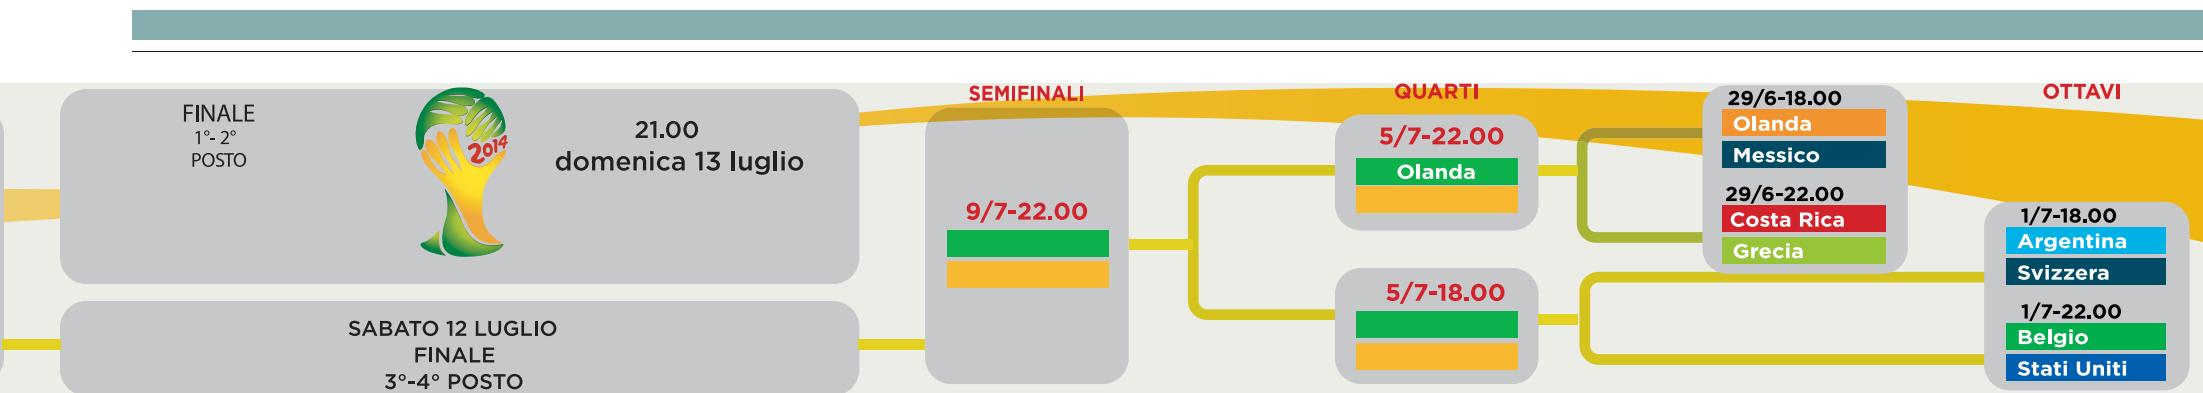 FINALE
1°- 2°
POSTO
2014
21.00
domenica 13 luglio
SABATO 12 LUGLIO
FINALE
3°-4° POSTO
SEMIFINALI
9/7-22.00
QUARTI
5/7-22.00
Olanda
5/7-18.00
29/6-18.00
Olanda
Messico
29/6-22.00
Costa Rica
Grecia
OTTAVI
1/7-18.00
Argentina
Svizzera
1/7-22.00
Belgio
Stati Uniti